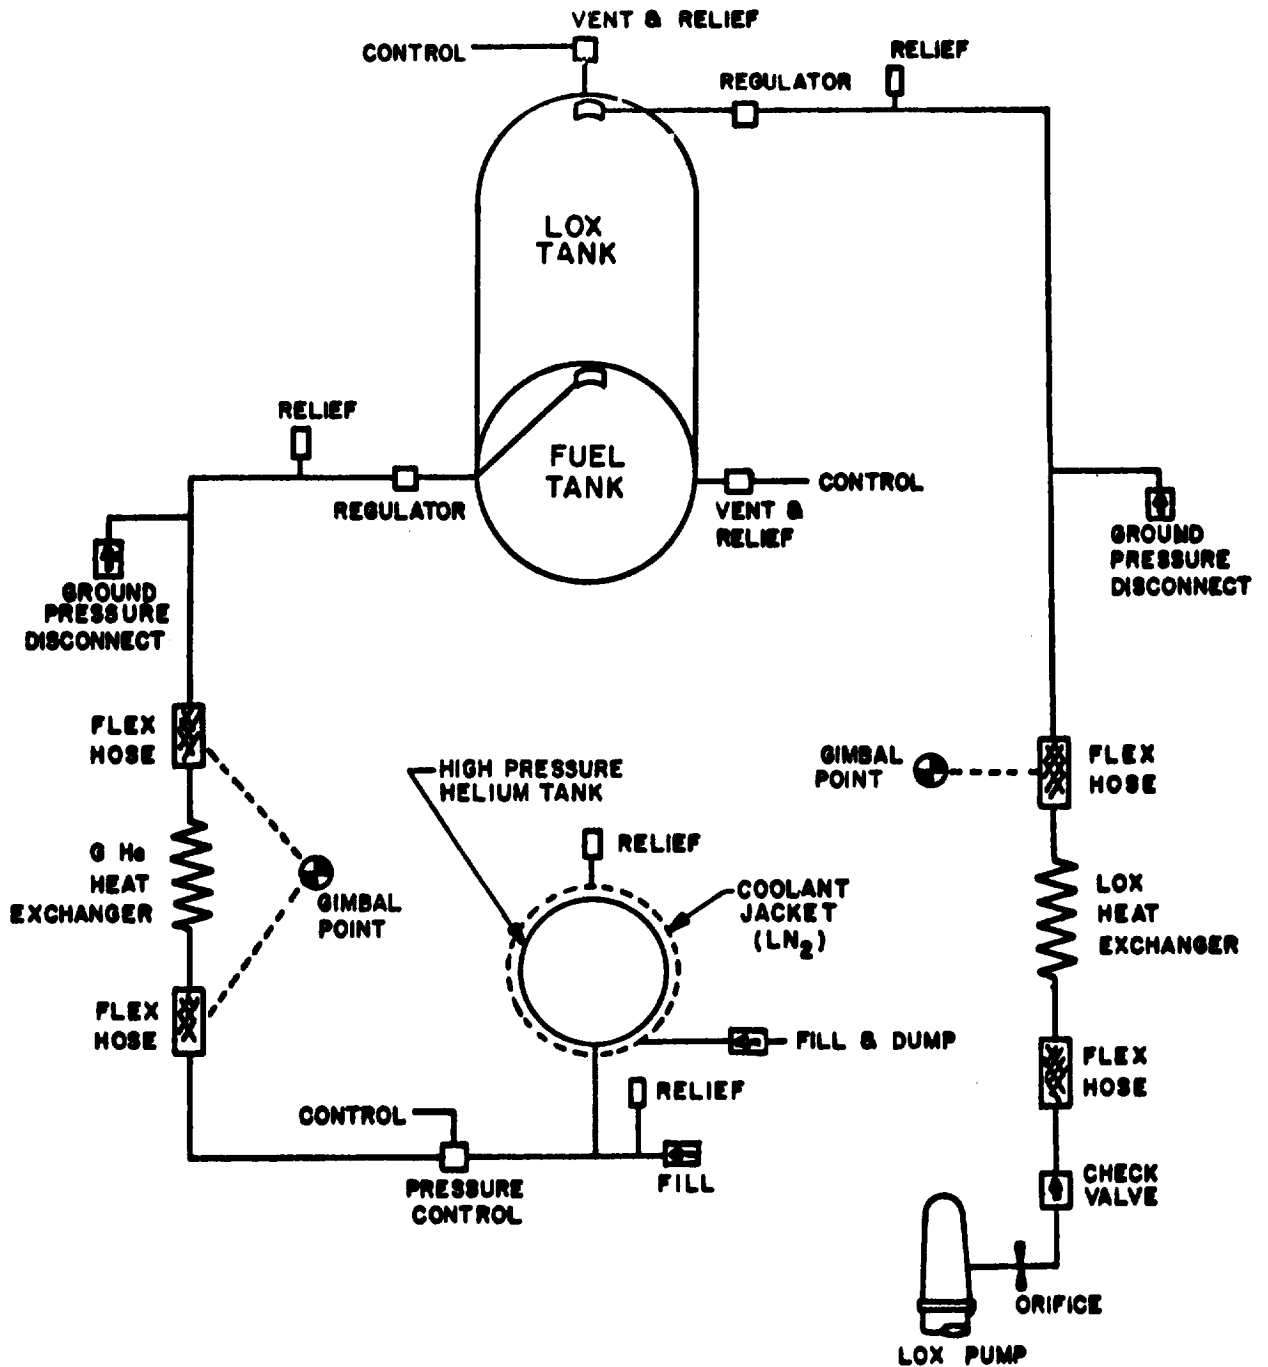 VENT & RELIEF
CONTROL
RELIEF
REGULATOR
LOX
TANK
RELIEF
FUEL
TANK
CONTROL
REGULATOR
VENT &
RELIEF
GROUND
PRESSURE
DISCONNECT
GROUND
PRESSURE
DISCONNECT
FLEX
HOSE
HIGH PRESSURE
HELIUM TANK
GIMBAL
POINT
FLEX
HOSE
RELIEF
G He
HEAT
EXCHANGER
GIMBAL
POINT
COOLANT
JACKET
(LN2)
LOX
HEAT
EXCHANGER
FLEX
HOSE
FILL & DUMP
FLEX
HOSE
RELIEF
CONTROL
FILL
PRESSURE
CONTROL
CHECK
VALVE
ORIFICE
LOX PUMP